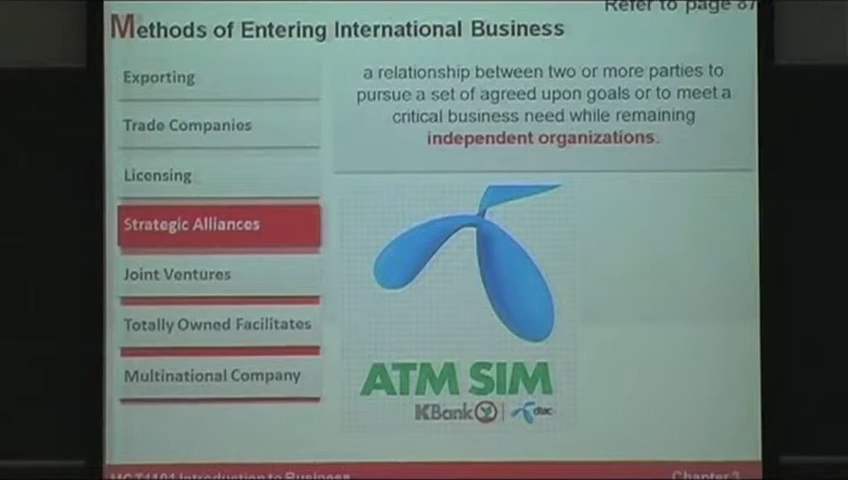 Refer to page 87
Methods of Entering International Business
Exporting
Trade Companies
Licensing
Strategic Alliances
Joint Ventures
Totally Owned Facilitates
Multinational Company
a relationship between two or more parties to
pursue a set of agreed upon goals or to meet a
critical business need while remaining
independent organizations.
ATM SIM
KBank dtac
MGT1101 Introduction to Business
Chapter 3